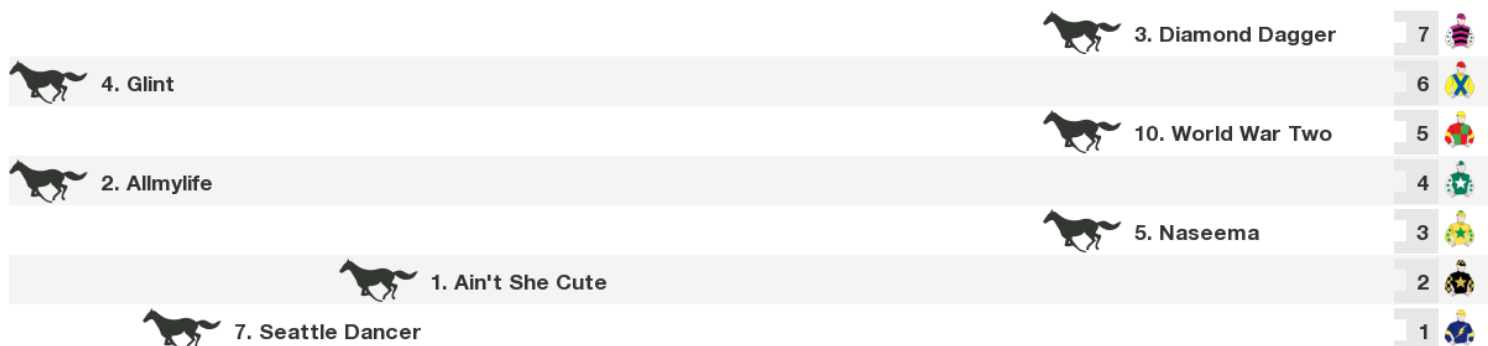 3. Diamond Dagger 7
4. Glint 6
10. World War Two 5
2. Allmylife 4
5. Naseema 3
1. Ain't She Cute 2
7. Seattle Dancer 1